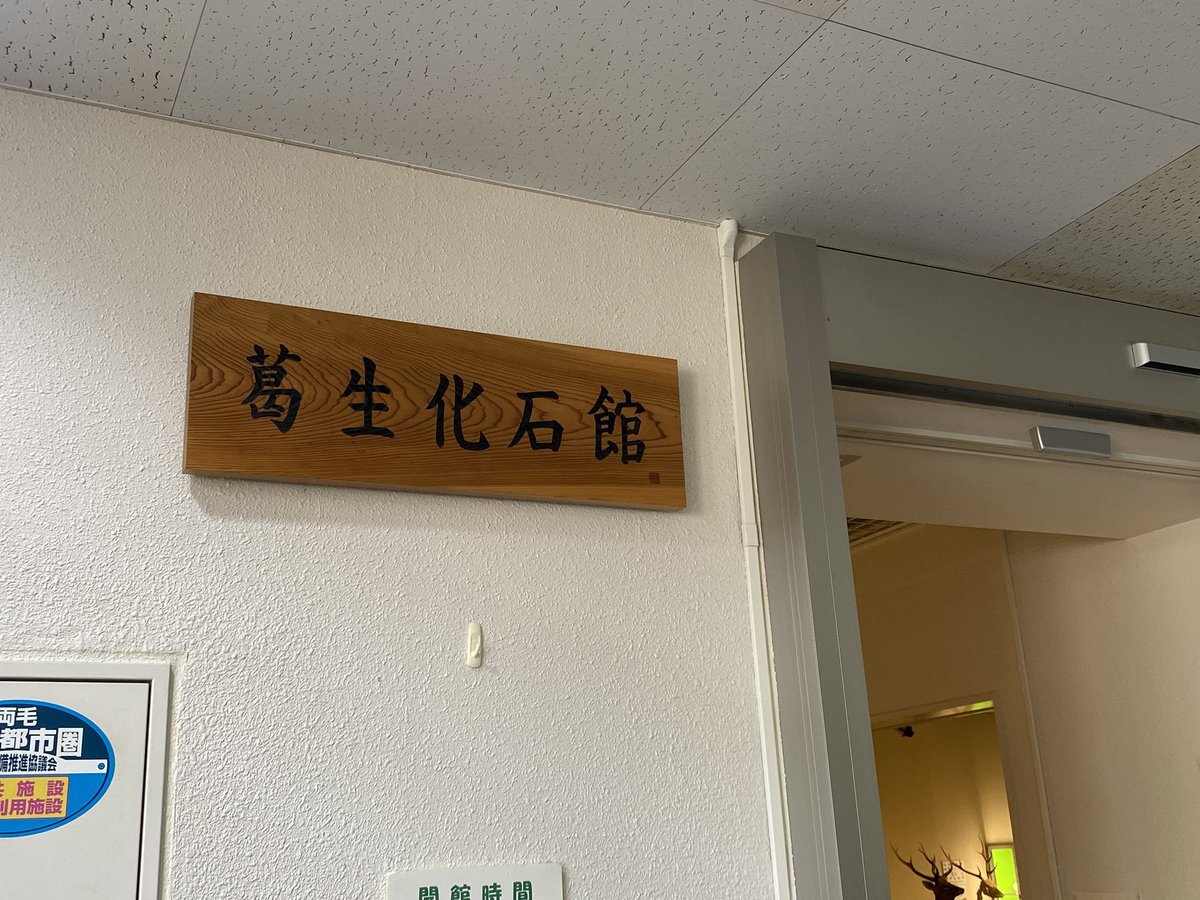 葛生化石館
両毛
都市圏
備推進協議会
共施設
利用施設
開館時間